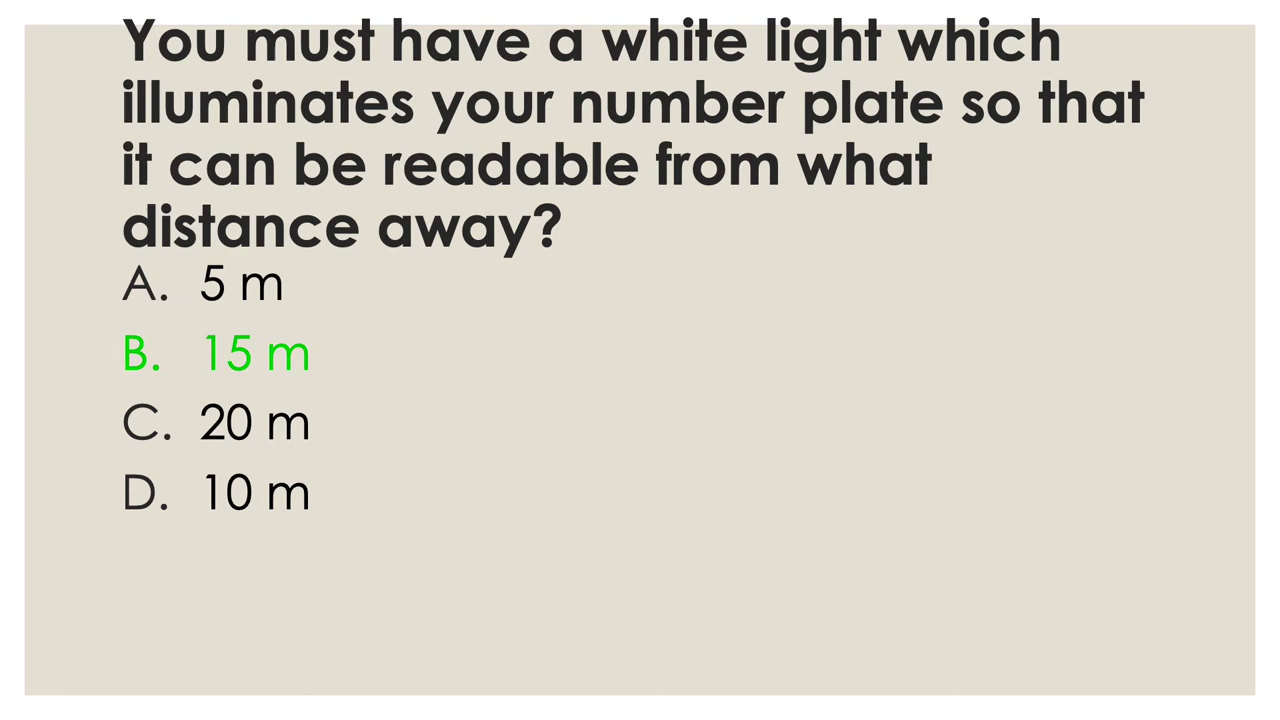 You must have a white light which
illuminates your number plate so that
it can be readable from what
distance away?
A. 5 m
B. 15 m
C. 20 m
D. 10 m